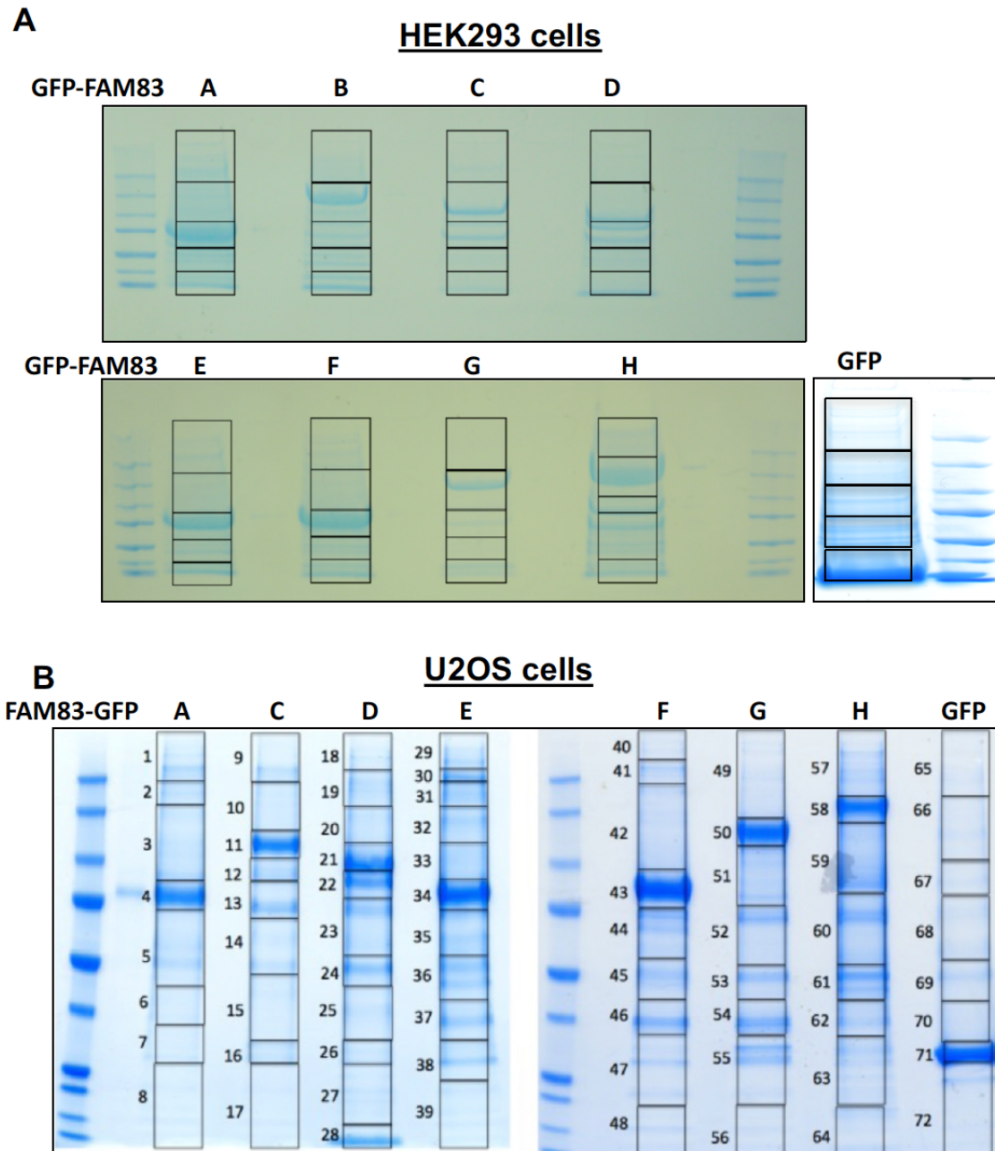 A
HEK293 cells
GFP-FAM83 A B C D
GFP-FAM83 E F G H GFP
B
U2OS cells
FAM83-GFP A C D E F G H GFP
1 9 18 29 40 49 57 65
2 10 19 30 41 50 58 66
3 11 20 31 42 51 59 67
4 12 21 32 43 52 60 68
5 13 22 33 44 53 61 69
6 14 23 34 45 54 62 70
7 15 24 35 46 55 63 71
8 16 25 36 47 56 64 72
17 26 37 48
27 38
28 39